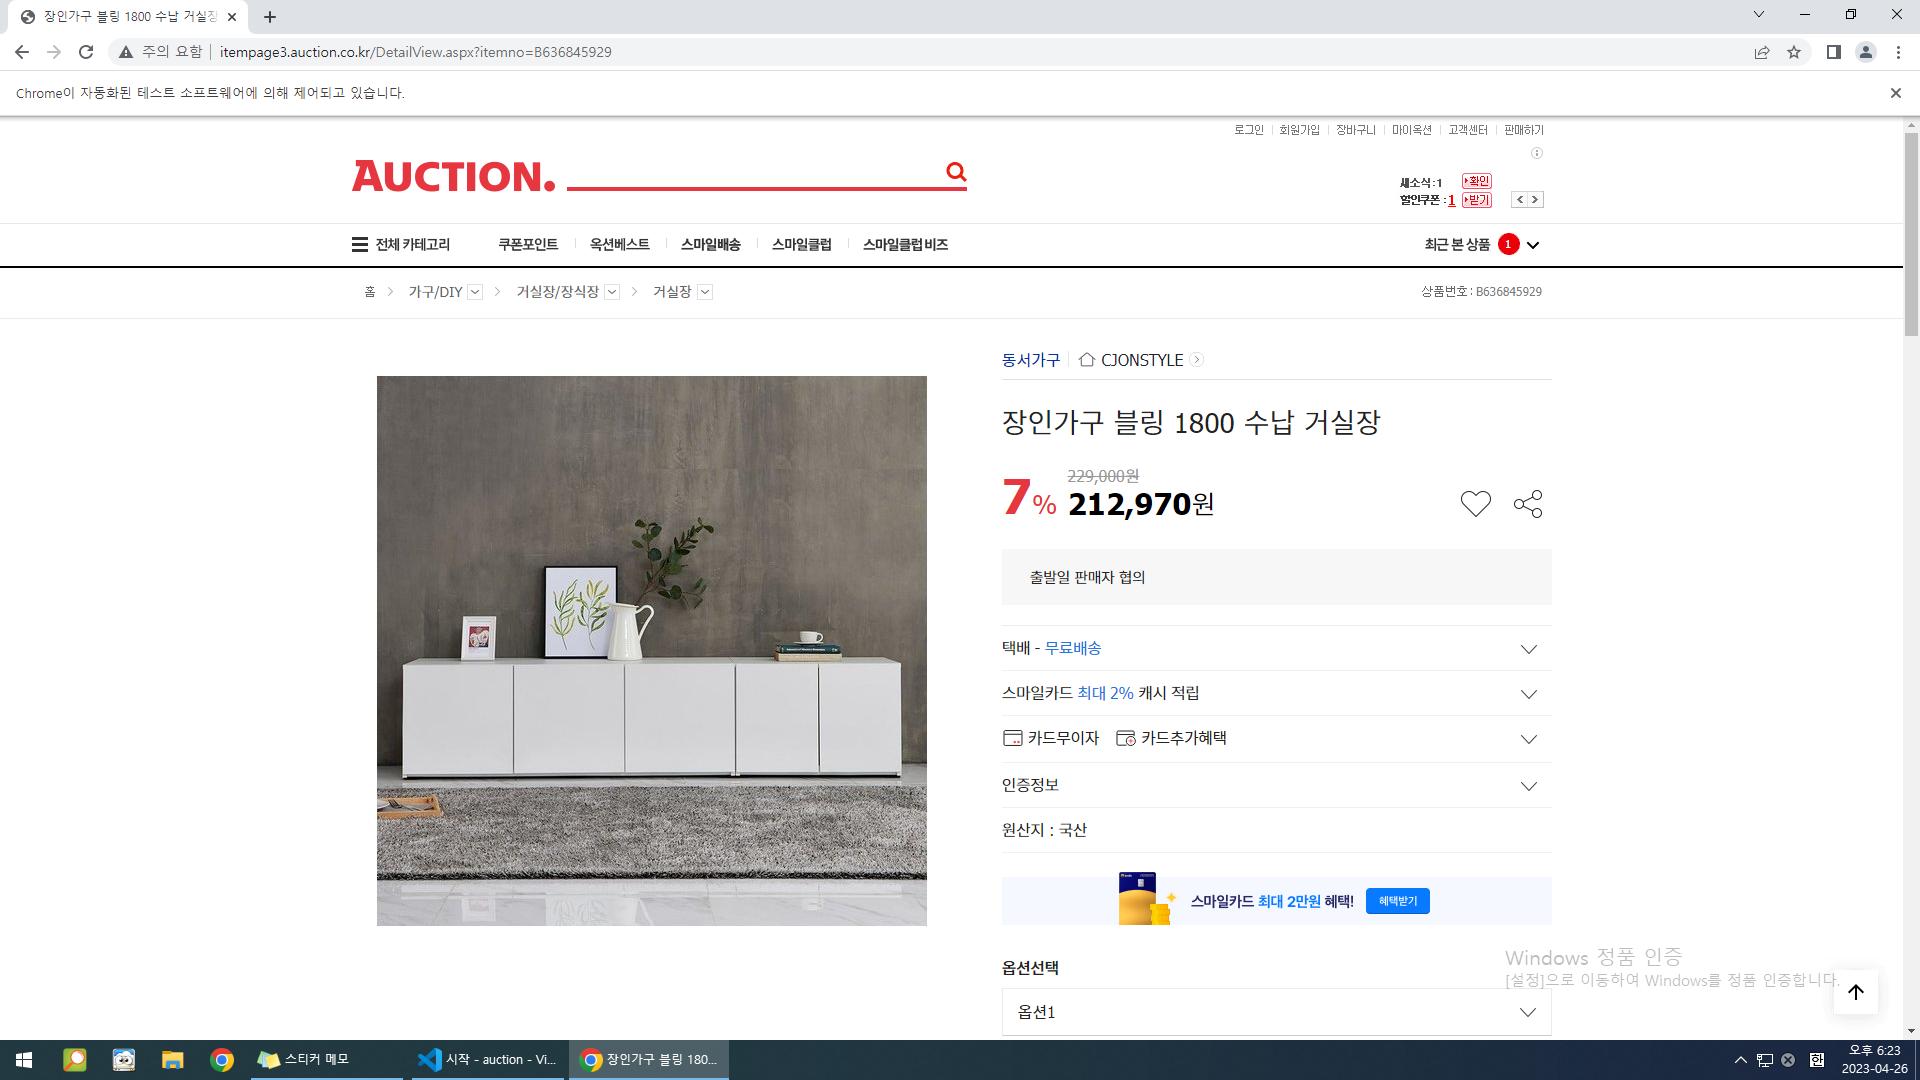 장인가구 블링 1800 수납 거실장
주의 요함 itempage3.auction.co.kr/DetailView.aspx?itemno=B636845929
Chrome이 자동화된 테스트 소프트웨어에 의해 제어되고 있습니다.
로그인 회원가입 장바구니 마이옥션 고객센터 판매하기
AUCTION.
새소식 : 1 확인
할인쿠폰 : 1 받기
전체 카테고리 쿠폰포인트 옥션베스트 스마일배송 스마일클럽 스마일클럽 비즈 최근 본 상품 1
홈 가구/DIY 거실장/장식장 거실장 상품번호 : B636845929
동서가구 CJONSTYLE
장인가구 블링 1800 수납 거실장
229,000원
7% 212,970원
출발일 판매자 협의
택배 - 무료배송
스마일카드 최대 2% 캐시 적립
카드무이자 카드추가혜택
인증정보
원산지 : 국산
스마일카드 최대 2만원 혜택! 혜택받기
옵션선택
옵션1
Windows 정품 인증
[설정]으로 이동하여 Windows를 정품 인증합니다.
스티커 메모 시작 - auction - Vi... 장인가구 블링 180... 한 오후 6:23
2023-04-26